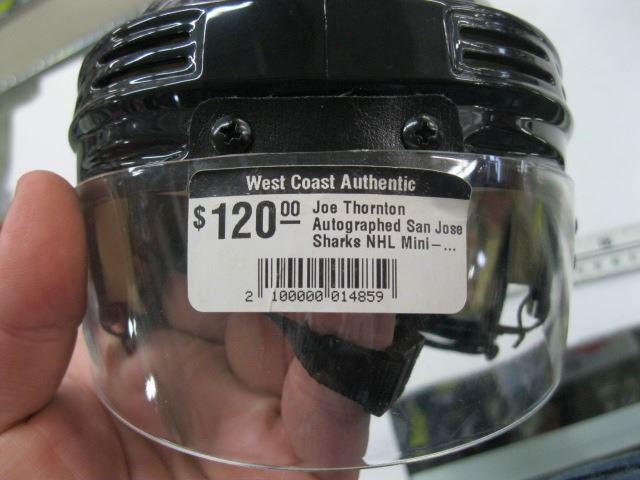 West Coast Authentic
$120.00 Joe Thornton
Autographed San Jose
Sharks NHL Mini-...
2 100000 014859